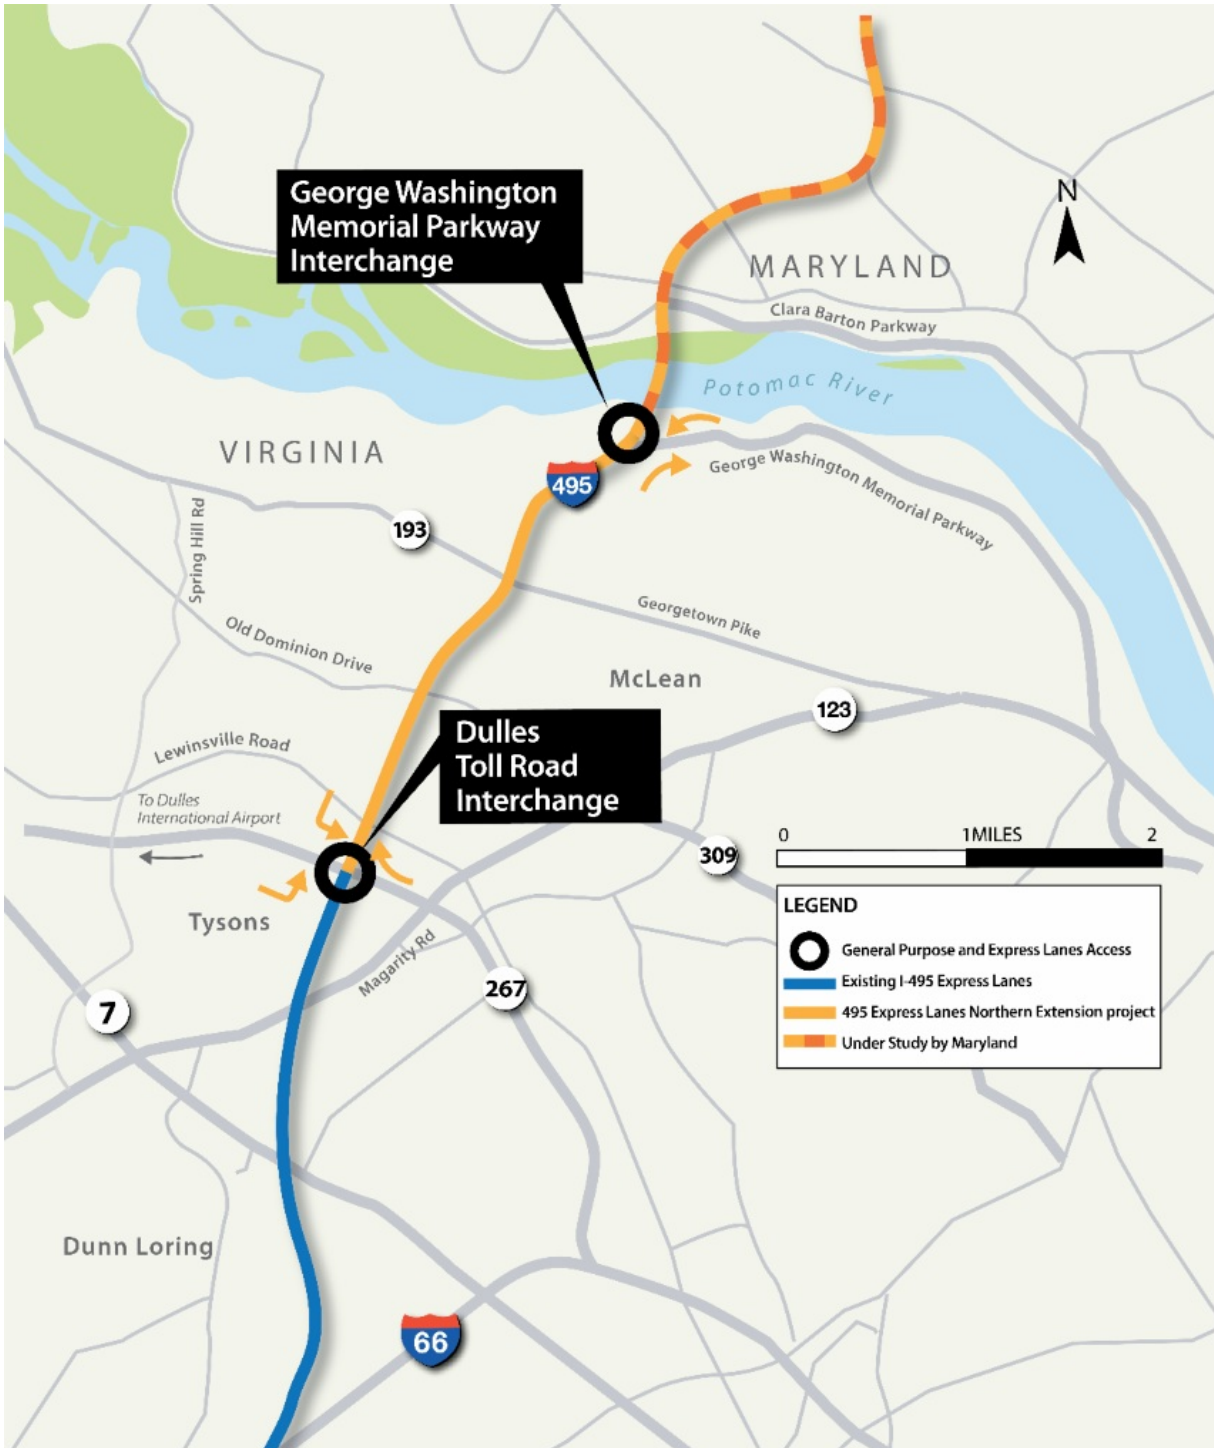 N
George Washington
Memorial Parkway
Interchange
MARYLAND
Clara Barton Parkway
Potomac River
VIRGINIA
495
George Washington Memorial Parkway
193
Spring Hill Rd
Georgetown Pike
Old Dominion Drive
McLean
123
Dulles
Toll Road
Interchange
Lewinsville Road
To Dulles
International Airport
0 1 MILES 2
309
Tysons
Magarity Rd
267
7
LEGEND
General Purpose and Express Lanes Access
Existing I-495 Express Lanes
495 Express Lanes Northern Extension project
Under Study by Maryland
Dunn Loring
66